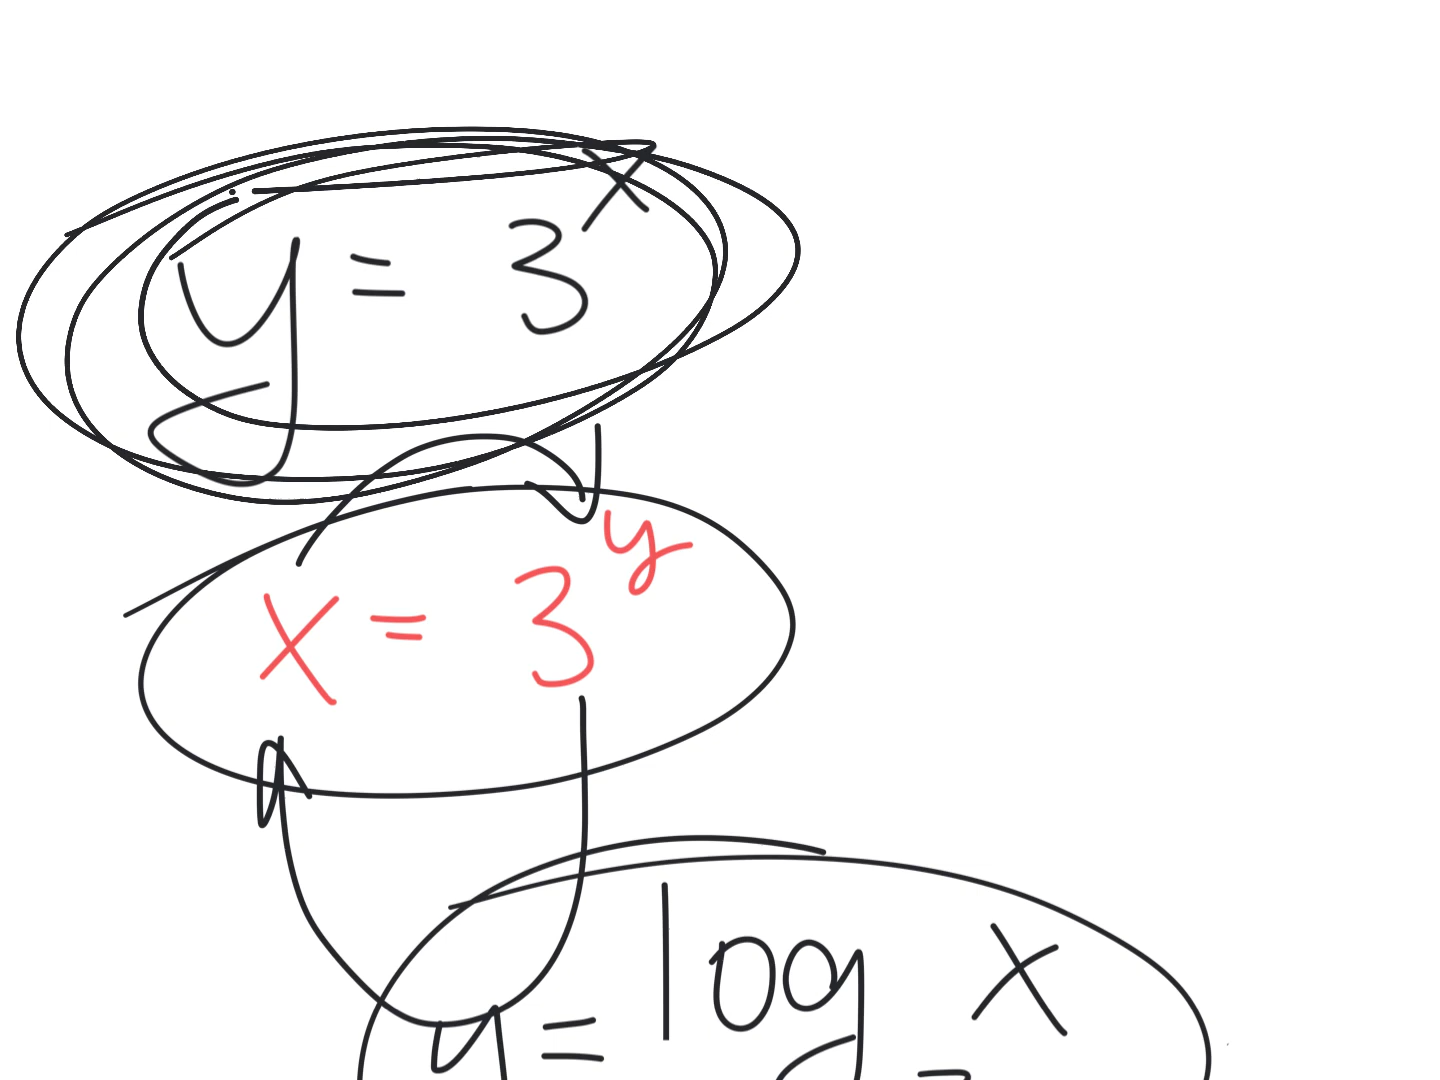 y = 3^x
x = 3^y
y = log x